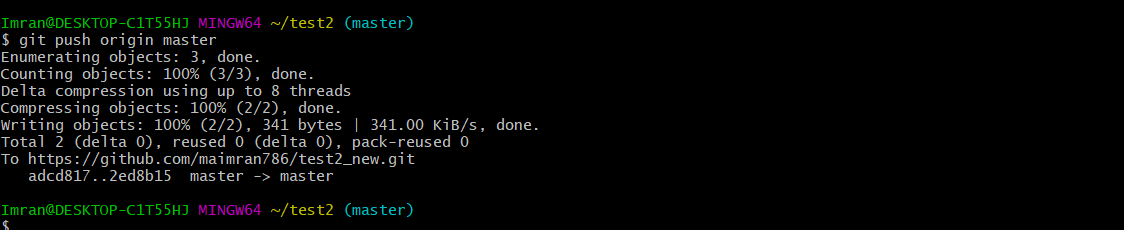 Imran@DESKTOP-C1T55HJ MINGW64 ~/test2 (master)
$ git push origin master
Enumerating objects: 3, done.
Counting objects: 100% (3/3), done.
Delta compression using up to 8 threads
Compressing objects: 100% (2/2), done.
Writing objects: 100% (2/2), 341 bytes | 341.00 KiB/s, done.
Total 2 (delta 0), reused 0 (delta 0), pack-reused 0
To https://github.com/maimran786/test2_new.git
   adcd817..2ed8b15  master -> master
Imran@DESKTOP-C1T55HJ MINGW64 ~/test2 (master)
$